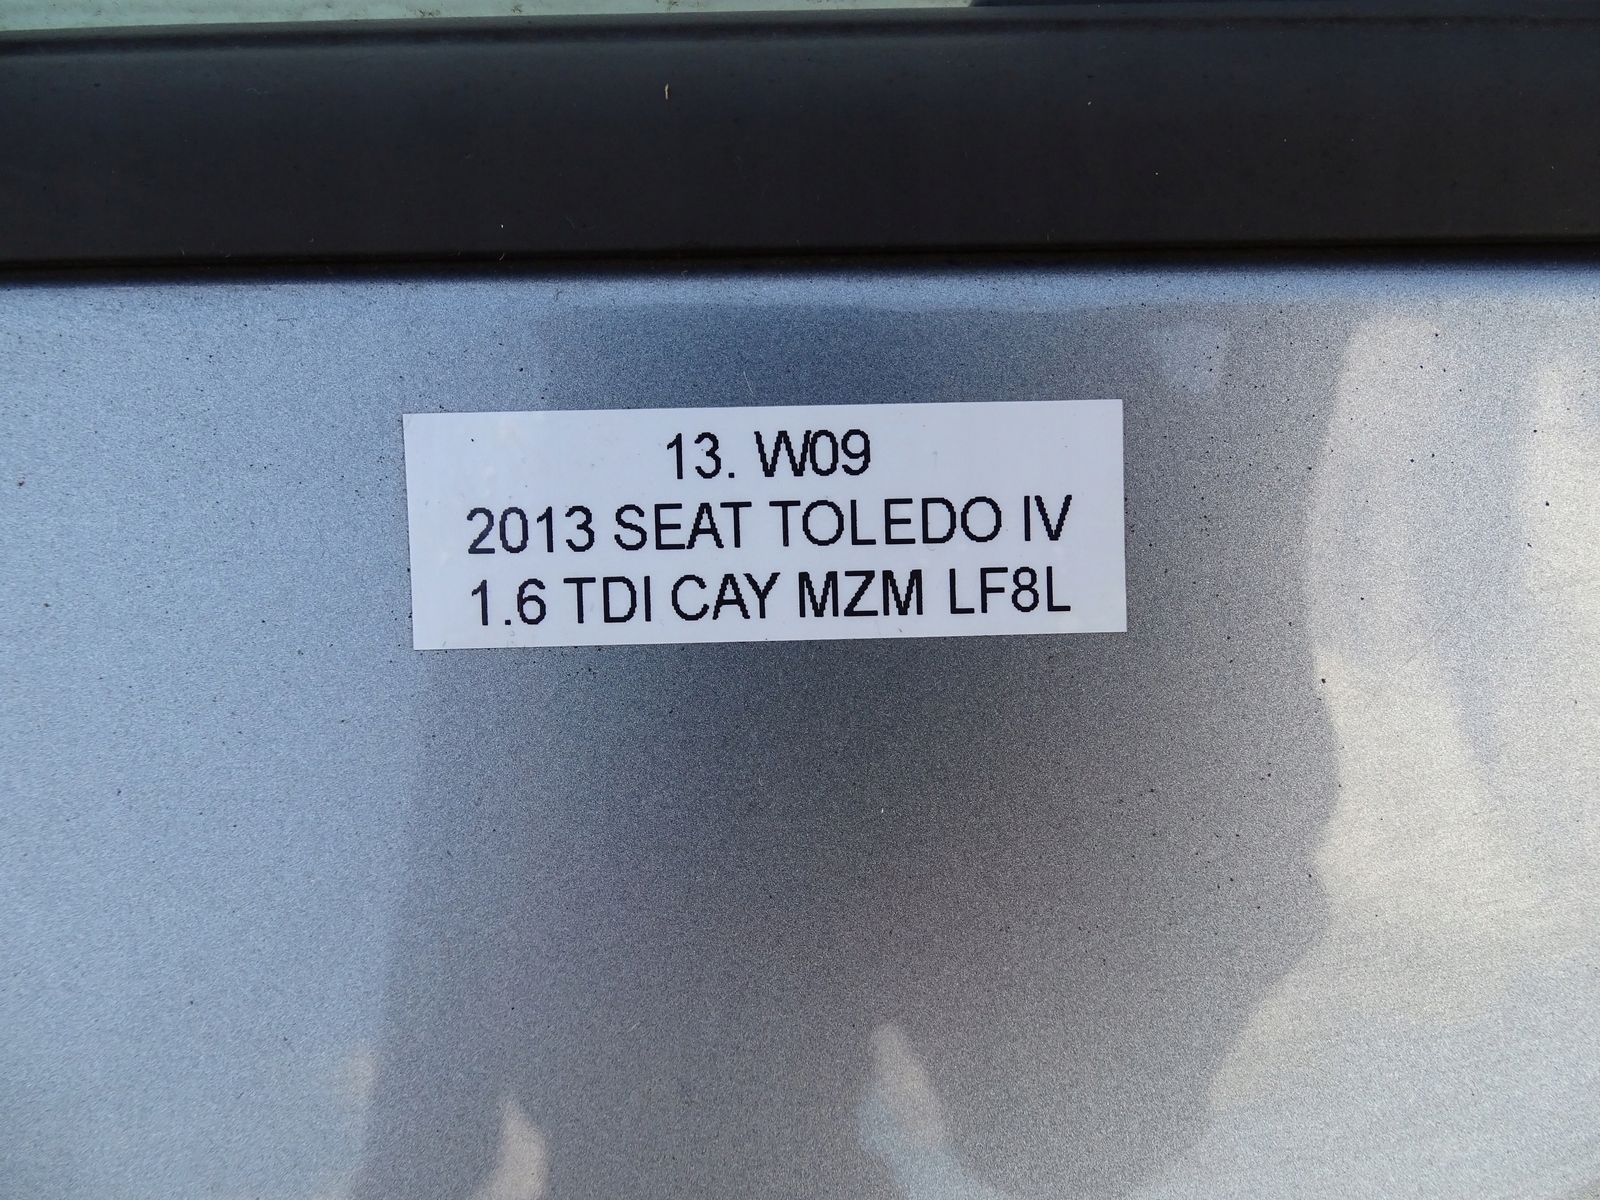 13. W09
2013 SEAT TOLEDO IV
1.6 TDI CAY MZM LF8L